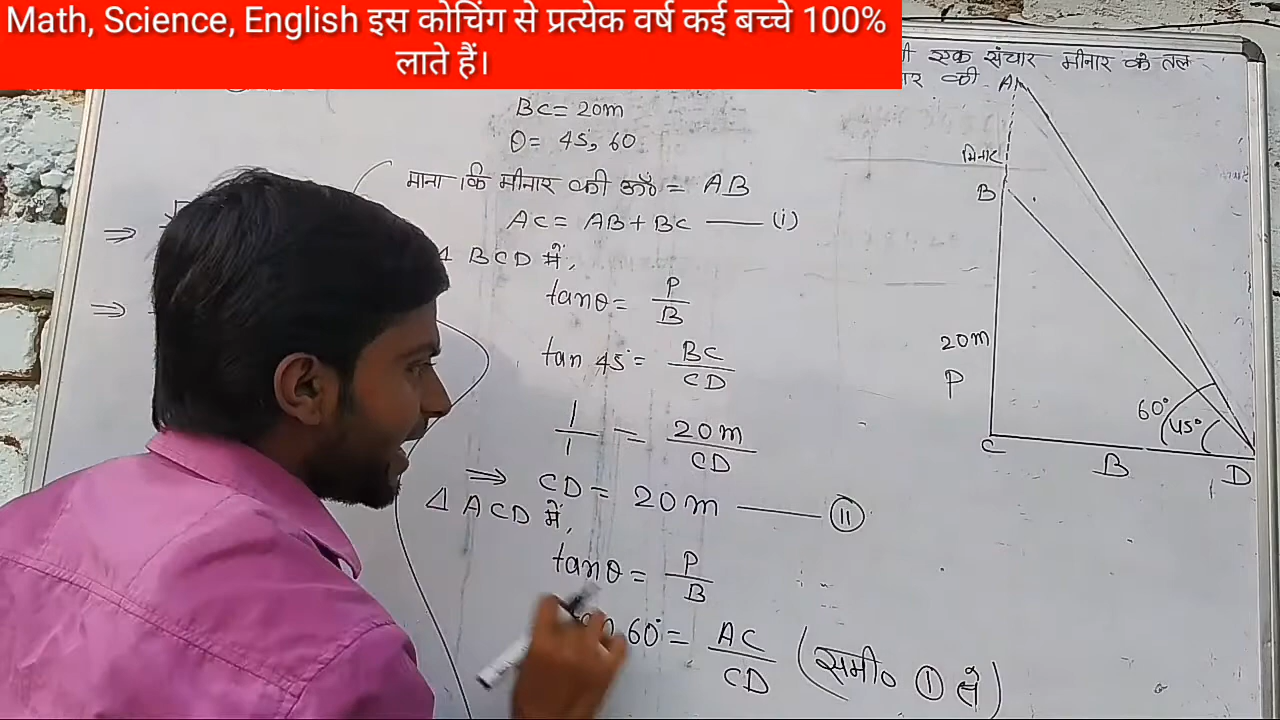 Math, Science, English इस कोचिंग से प्रत्येक वर्ष कई बच्चे 100%
लाते हैं।
एक संचार मीनार के तल
की
BC = 20m
θ = 45, 60
माना कि मीनार की ऊँ० = AB
AC = AB + BC —— (i)
Δ BCD में,
tanθ = P/B
tan 45° = BC/CD
1/1 = 20m/CD
⇒ CD = 20m —— (II)
Δ ACD में,
tanθ = P/B
60° = AC/CD (समी० (1) से)
⇒
⇒
A
मिनार
B
20m
P
60°
45°
C
B
D